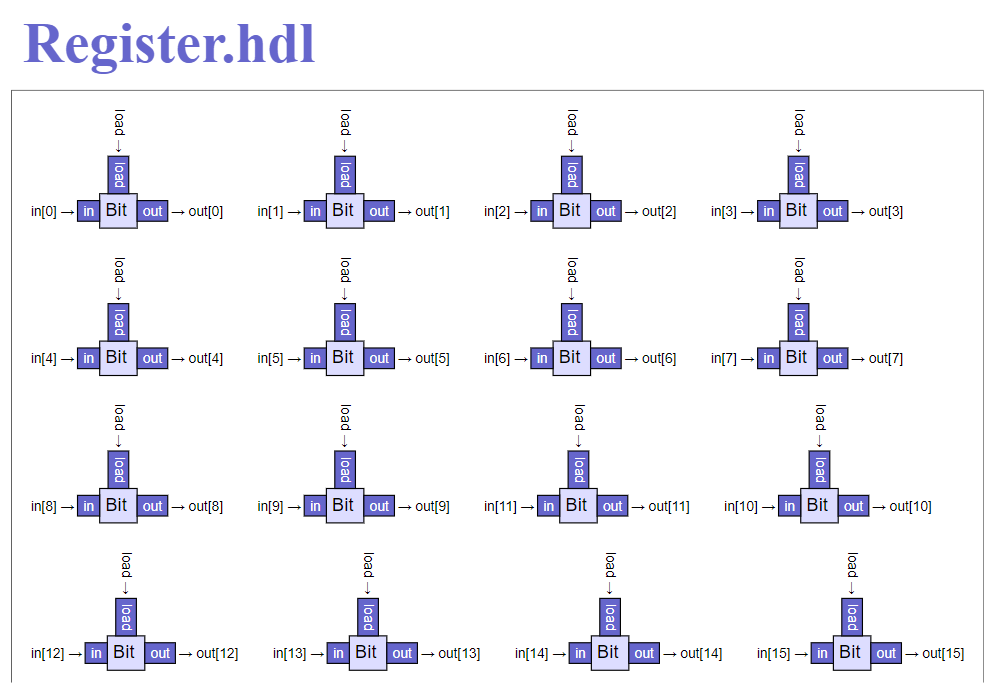 Register.hdl
load → load load → load load → load load → load
in[0] → in Bit out → out[0] in[1] → in Bit out → out[1] in[2] → in Bit out → out[2] in[3] → in Bit out → out[3]
load → load load → load load → load load → load
in[4] → in Bit out → out[4] in[5] → in Bit out → out[5] in[6] → in Bit out → out[6] in[7] → in Bit out → out[7]
load → load load → load load → load load → load
in[8] → in Bit out → out[8] in[9] → in Bit out → out[9] in[11] → in Bit out → out[11] in[10] → in Bit out → out[10]
load → load load → load load → load load → load
in[12] → in Bit out → out[12] in[13] → in Bit out → out[13] in[14] → in Bit out → out[14] in[15] → in Bit out → out[15]